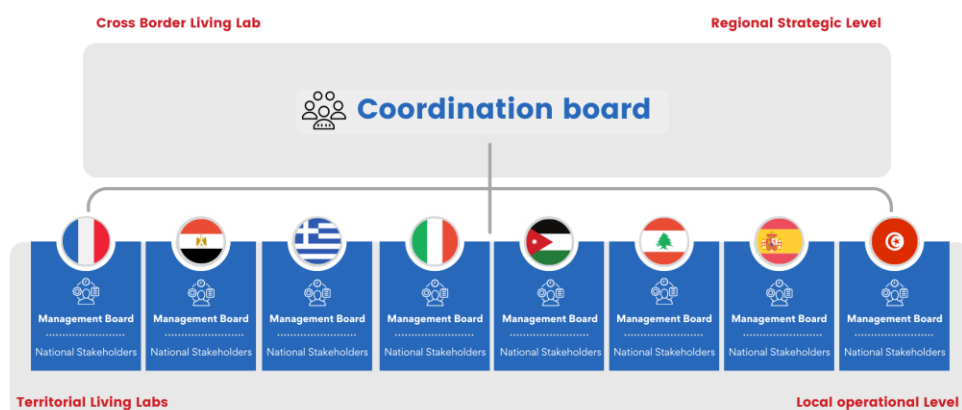 Cross Border Living Lab
Regional Strategic Level
Coordination board
Management Board
National Stakeholders
Management Board
National Stakeholders
Management Board
National Stakeholders
Management Board
National Stakeholders
Management Board
National Stakeholders
Management Board
National Stakeholders
Management Board
National Stakeholders
Management Board
National Stakeholders
Territorial Living Labs
Local operational Level